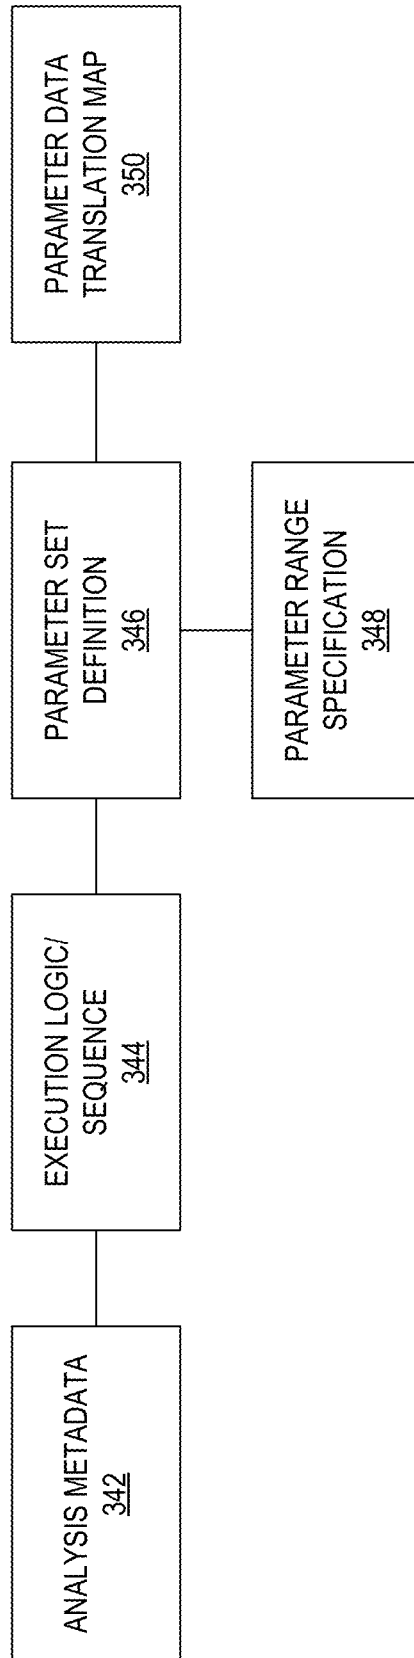 ANALYSIS METADATA
342
EXECUTION LOGIC/
SEQUENCE
344
PARAMETER SET
DEFINITION
346
PARAMETER DATA
TRANSLATION MAP
350
PARAMETER RANGE
SPECIFICATION
348